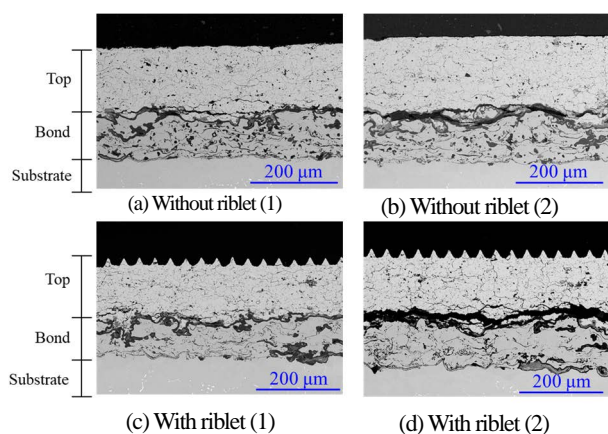 Top
Bond
Substrate
200 μm
200 μm
(a) Without riblet (1)
(b) Without riblet (2)
Top
Bond
Substrate
200 μm
200 μm
(c) With riblet (1)
(d) With riblet (2)